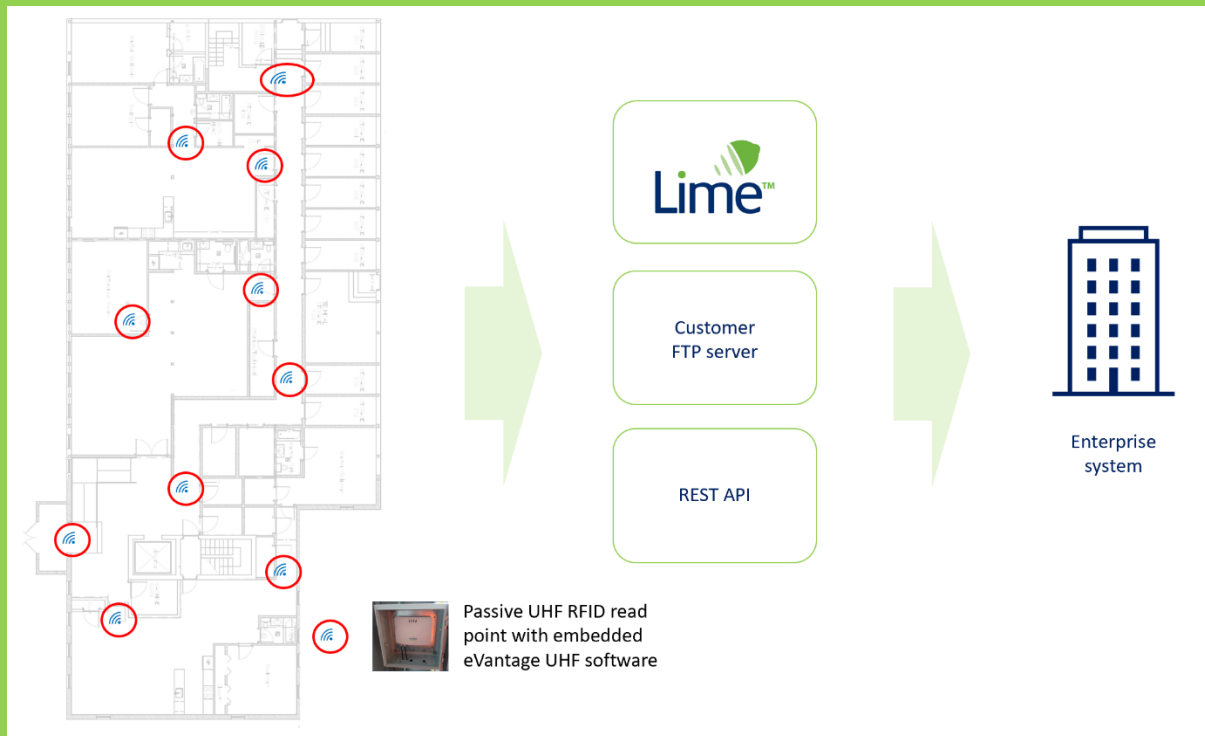 Lime™
Customer
FTP server
REST API
Enterprise
system
Passive UHF RFID read
point with embedded
eVantage UHF software